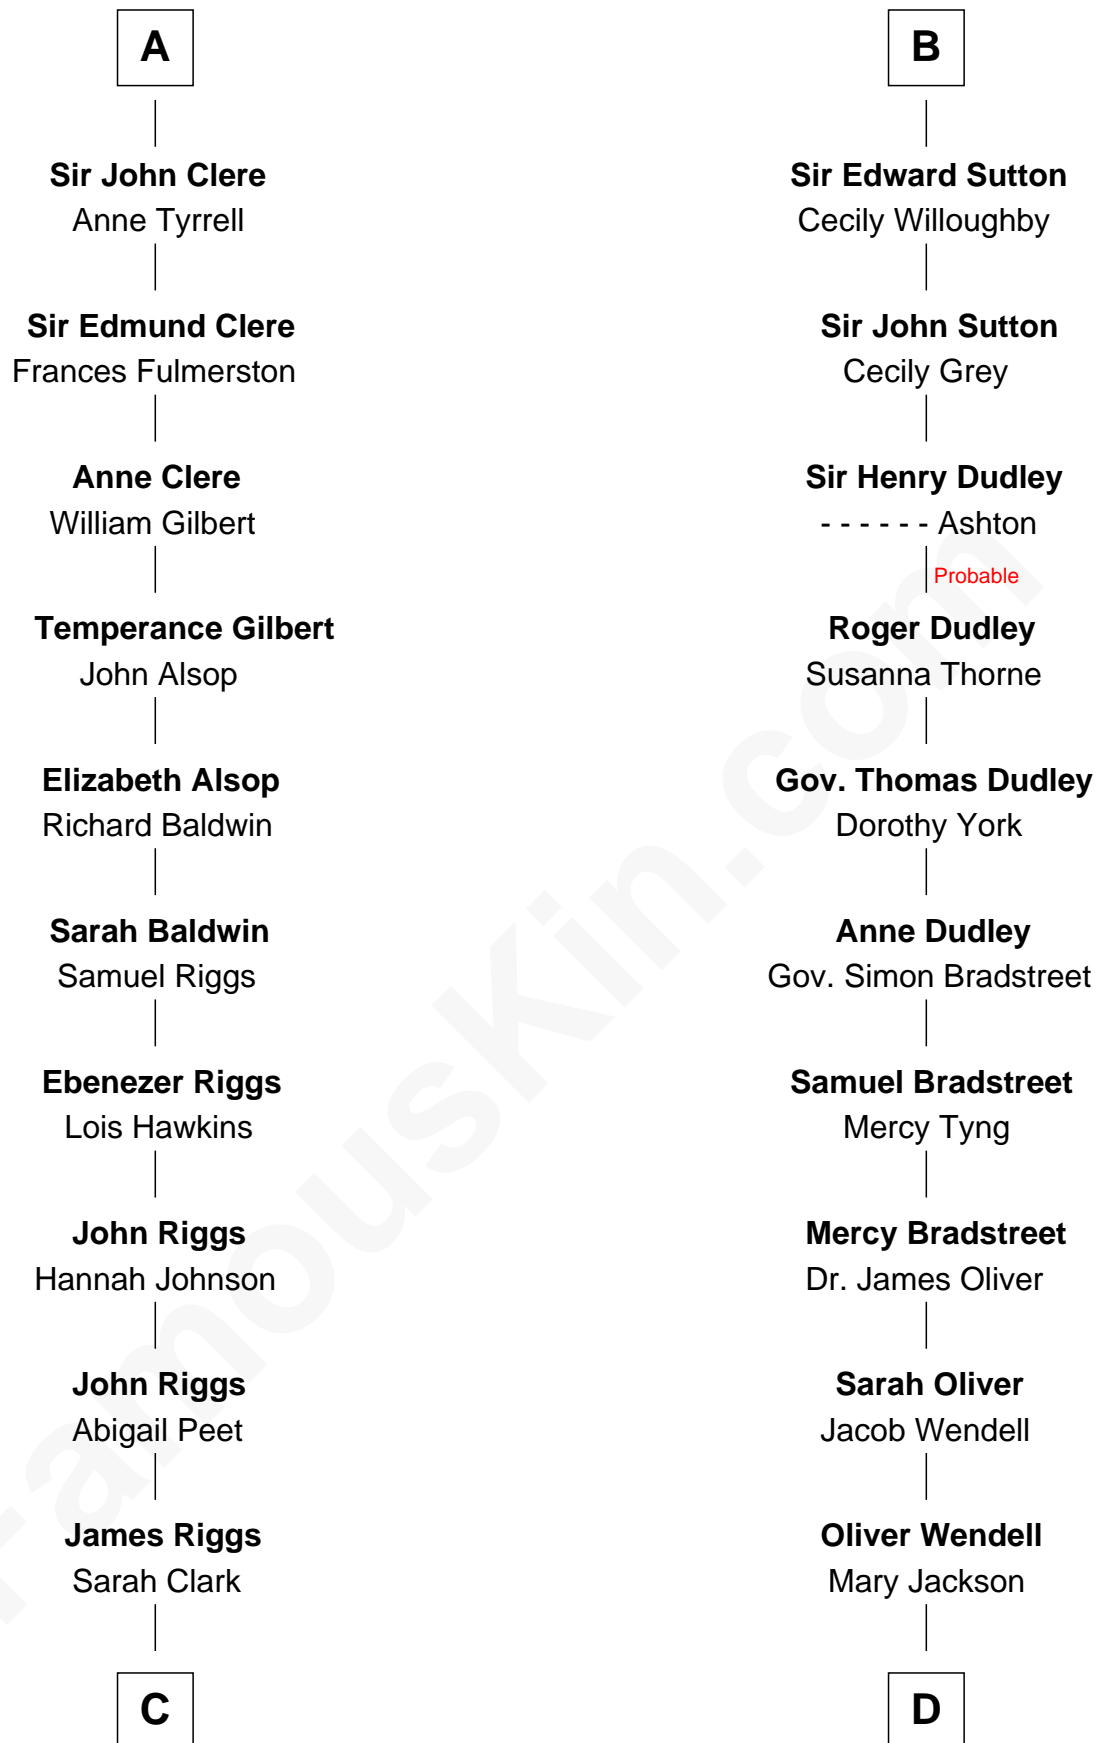 A
Sir John Clere
Anne Tyrrell
Sir Edmund Clere
Frances Fulmerston
Anne Clere
William Gilbert
Temperance Gilbert
John Alsop
Elizabeth Alsop
Richard Baldwin
Sarah Baldwin
Samuel Riggs
Ebenezer Riggs
Lois Hawkins
John Riggs
Hannah Johnson
John Riggs
Abigail Peet
James Riggs
Sarah Clark
C
B
Sir Edward Sutton
Cecily Willoughby
Sir John Sutton
Cecily Grey
Sir Henry Dudley
- - - - - - Ashton
Probable
Roger Dudley
Susanna Thorne
Gov. Thomas Dudley
Dorothy York
Anne Dudley
Gov. Simon Bradstreet
Samuel Bradstreet
Mercy Tyng
Mercy Bradstreet
Dr. James Oliver
Sarah Oliver
Jacob Wendell
Oliver Wendell
Mary Jackson
D
FamousKin.com